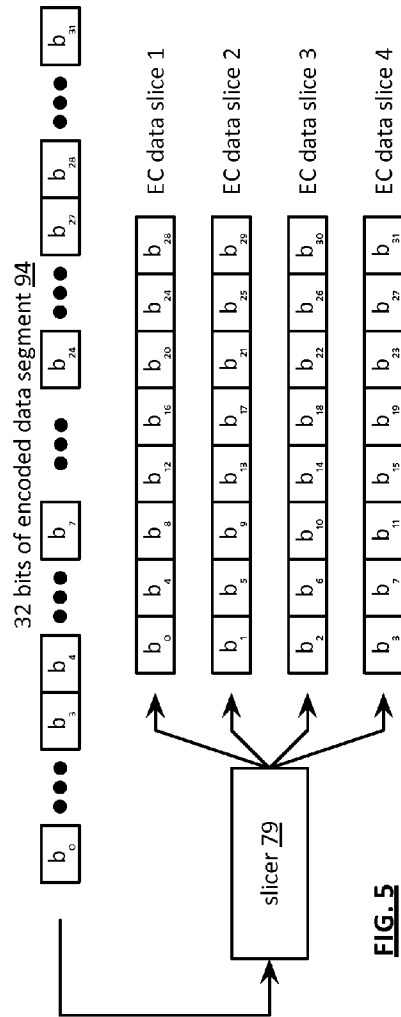 32 bits of encoded data segment 94
b0 ●●● b3 b4 ●●● b7 ●●● b24 ●●● b27 b28 ●●● b31
b0 b4 b8 b12 b16 b20 b24 b28 EC data slice 1
b1 b5 b9 b13 b17 b21 b25 b29 EC data slice 2
b2 b6 b10 b14 b18 b22 b26 b30 EC data slice 3
b3 b7 b11 b15 b19 b23 b27 b31 EC data slice 4
slicer 79
FIG. 5